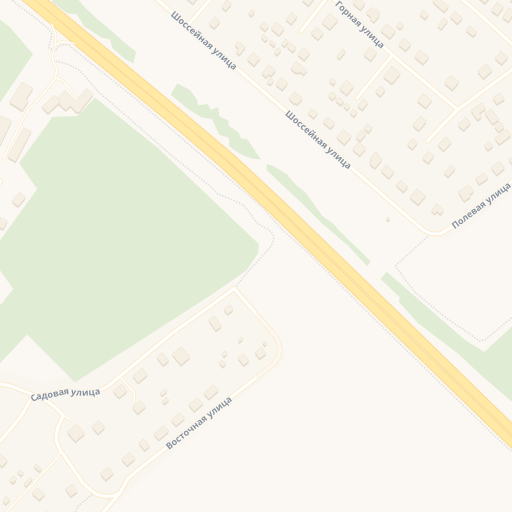 Шоссейная улица
Горная улица
Шоссейная улица
Полевая улица
Садовая улица
Восточная улица